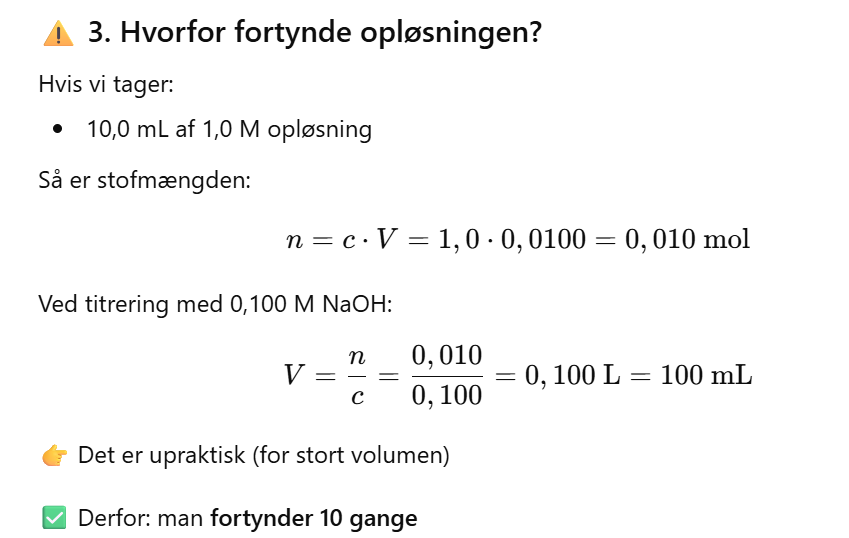 ⚠️ 3. Hvorfor fortynde opløsningen?
Hvis vi tager:
• 10,0 mL af 1,0 M opløsning
Så er stofmængden:
n = c · V = 1, 0 · 0, 0100 = 0, 010 mol
Ved titrering med 0,100 M NaOH:
V = n/c = 0, 010/0, 100 = 0, 100 L = 100 mL
👉 Det er upraktisk (for stort volumen)
✅ Derfor: man fortynder 10 gange